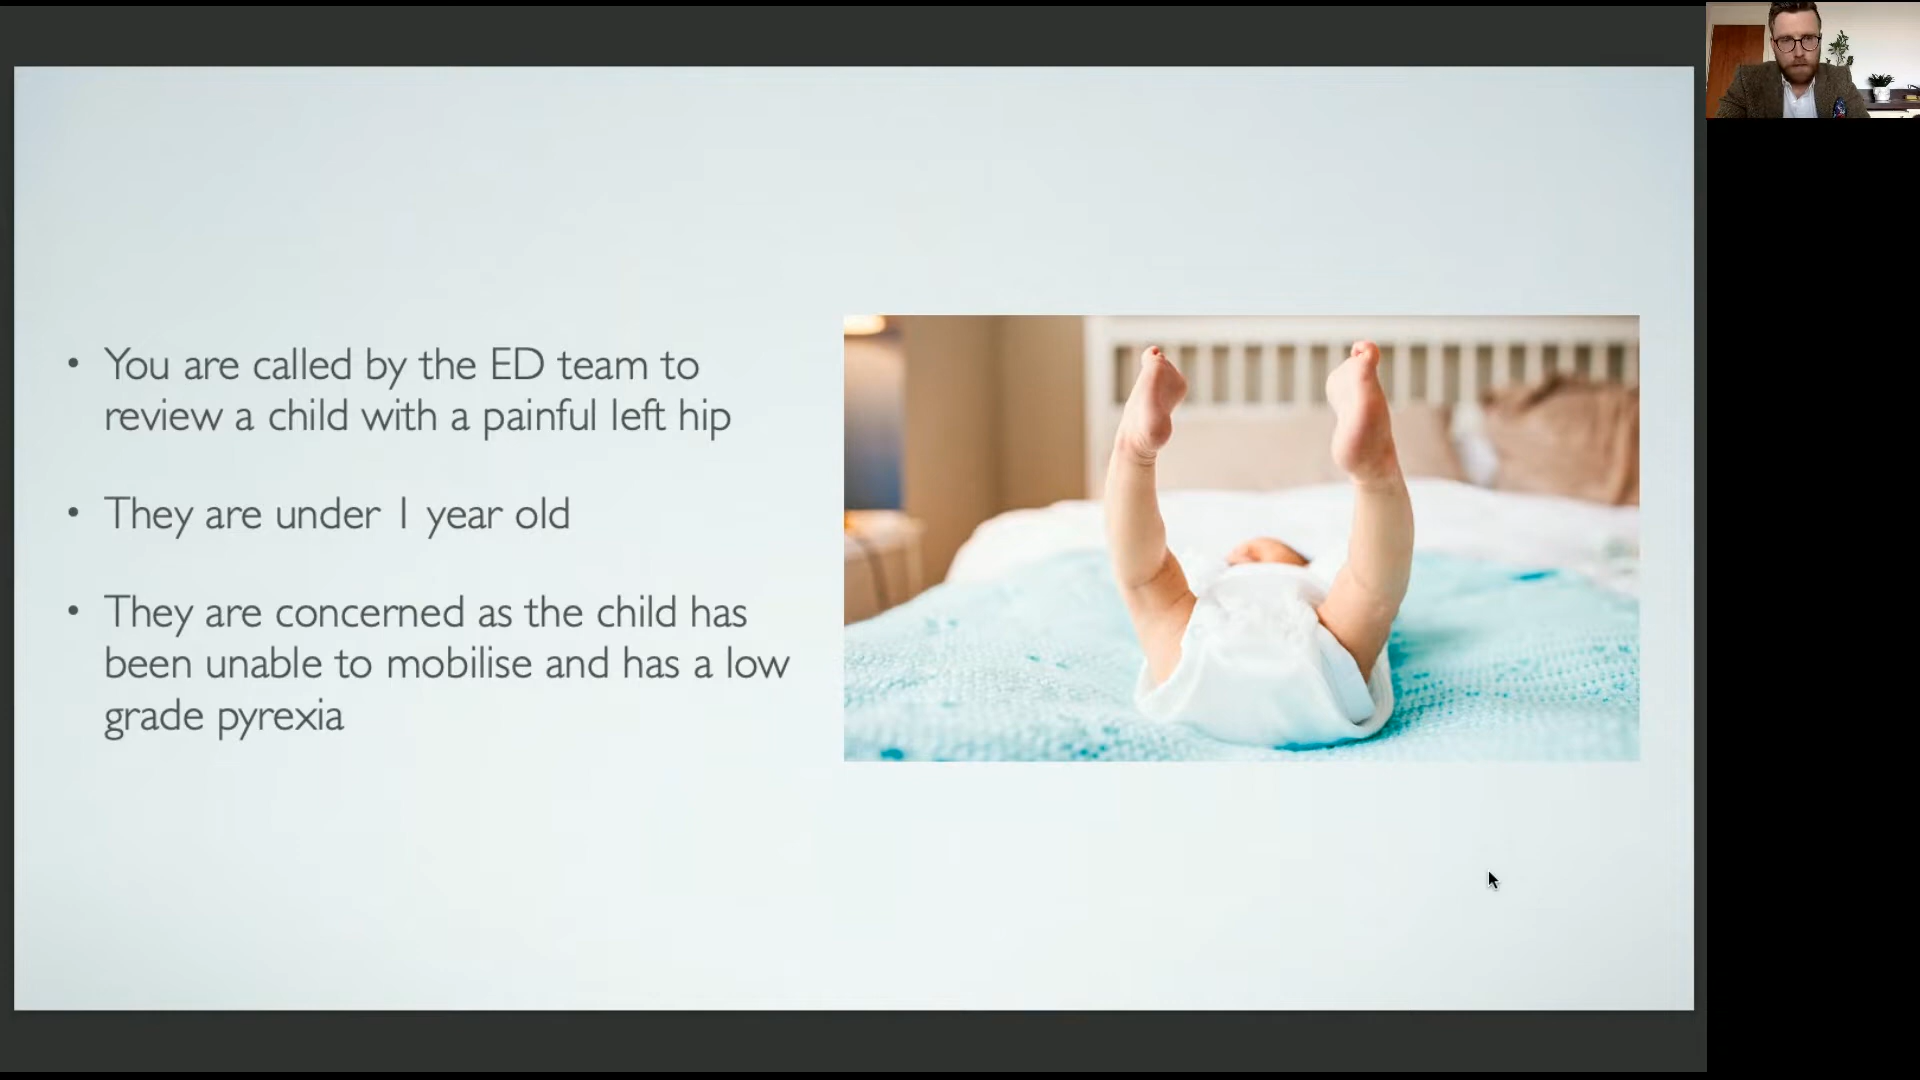 • You are called by the ED team to
review a child with a painful left hip
• They are under 1 year old
• They are concerned as the child has
been unable to mobilise and has a low
grade pyrexia